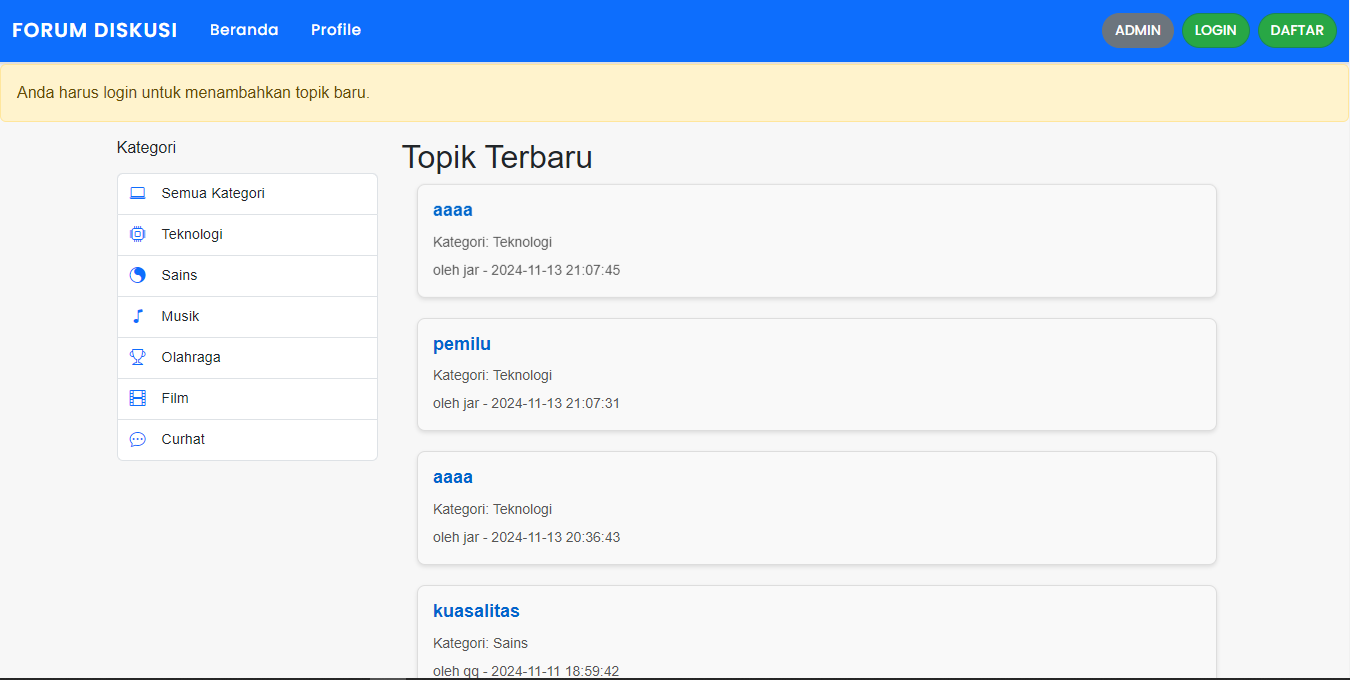 FORUM DISKUSI Beranda Profile ADMIN LOGIN DAFTAR
Anda harus login untuk menambahkan topik baru.
Kategori
Semua Kategori
Teknologi
Sains
Musik
Olahraga
Film
Curhat
Topik Terbaru
aaaa
Kategori: Teknologi
oleh jar - 2024-11-13 21:07:45
pemilu
Kategori: Teknologi
oleh jar - 2024-11-13 21:07:31
aaaa
Kategori: Teknologi
oleh jar - 2024-11-13 20:36:43
kuasalitas
Kategori: Sains
oleh qq - 2024-11-11 18:59:42